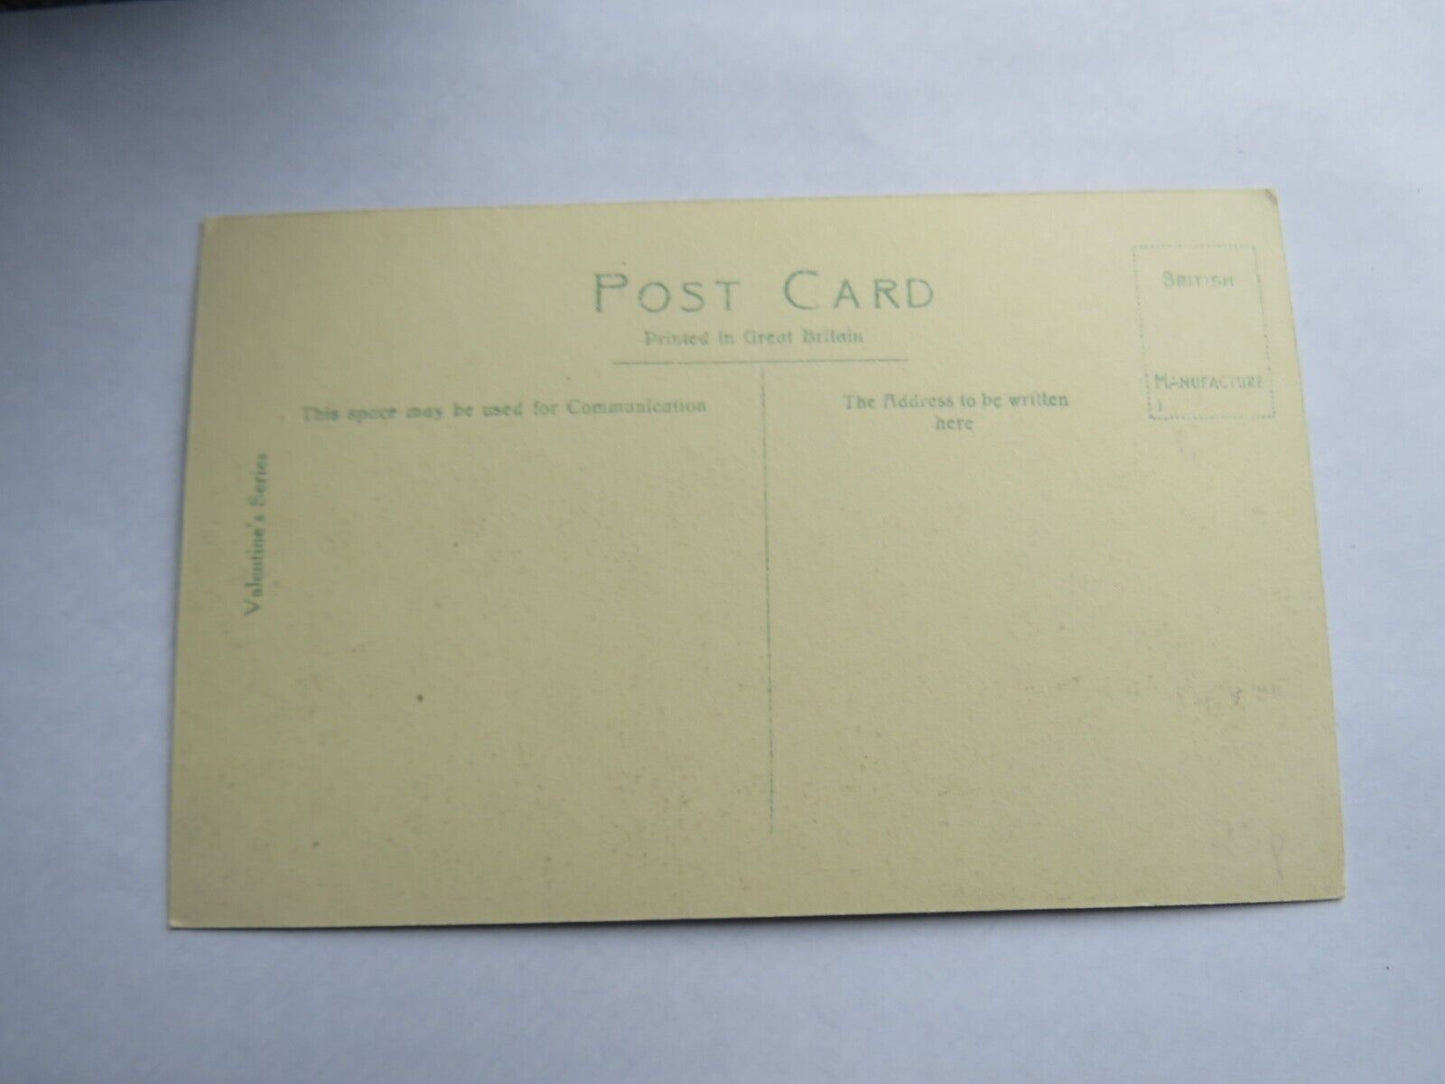 POST CARD
Printed in Great Britain
BRITISH
MANUFACTURE
This space may be used for Communication
The Address to be written
here
Valentine's Series